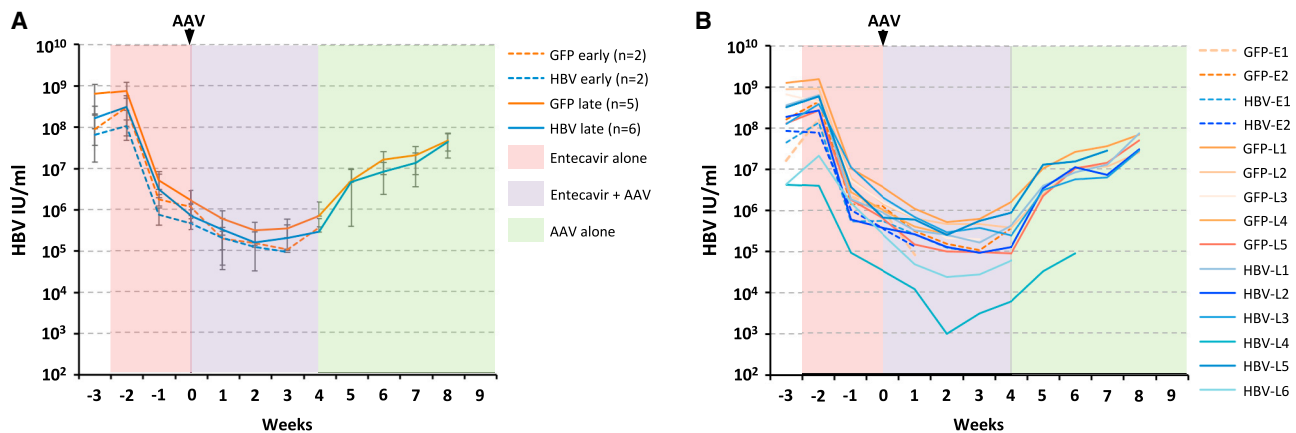 A
AAV
HBV IU/ml
10^10
10^9
10^8
10^7
10^6
10^5
10^4
10^3
10^2
-3 -2 -1 0 1 2 3 4 5 6 7 8 9
Weeks
GFP early (n=2)
HBV early (n=2)
GFP late (n=5)
HBV late (n=6)
Entecavir alone
Entecavir + AAV
AAV alone
B
AAV
HBV IU/ml
10^10
10^9
10^8
10^7
10^6
10^5
10^4
10^3
10^2
-3 -2 -1 0 1 2 3 4 5 6 7 8 9
Weeks
GFP-E1
GFP-E2
HBV-E1
HBV-E2
GFP-L1
GFP-L2
GFP-L3
GFP-L4
GFP-L5
HBV-L1
HBV-L2
HBV-L3
HBV-L4
HBV-L5
HBV-L6